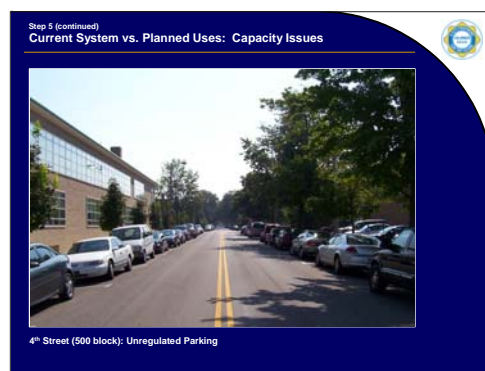 Step 5 (continued)
Current System vs. Planned Uses: Capacity Issues
4th Street (500 block): Unregulated Parking